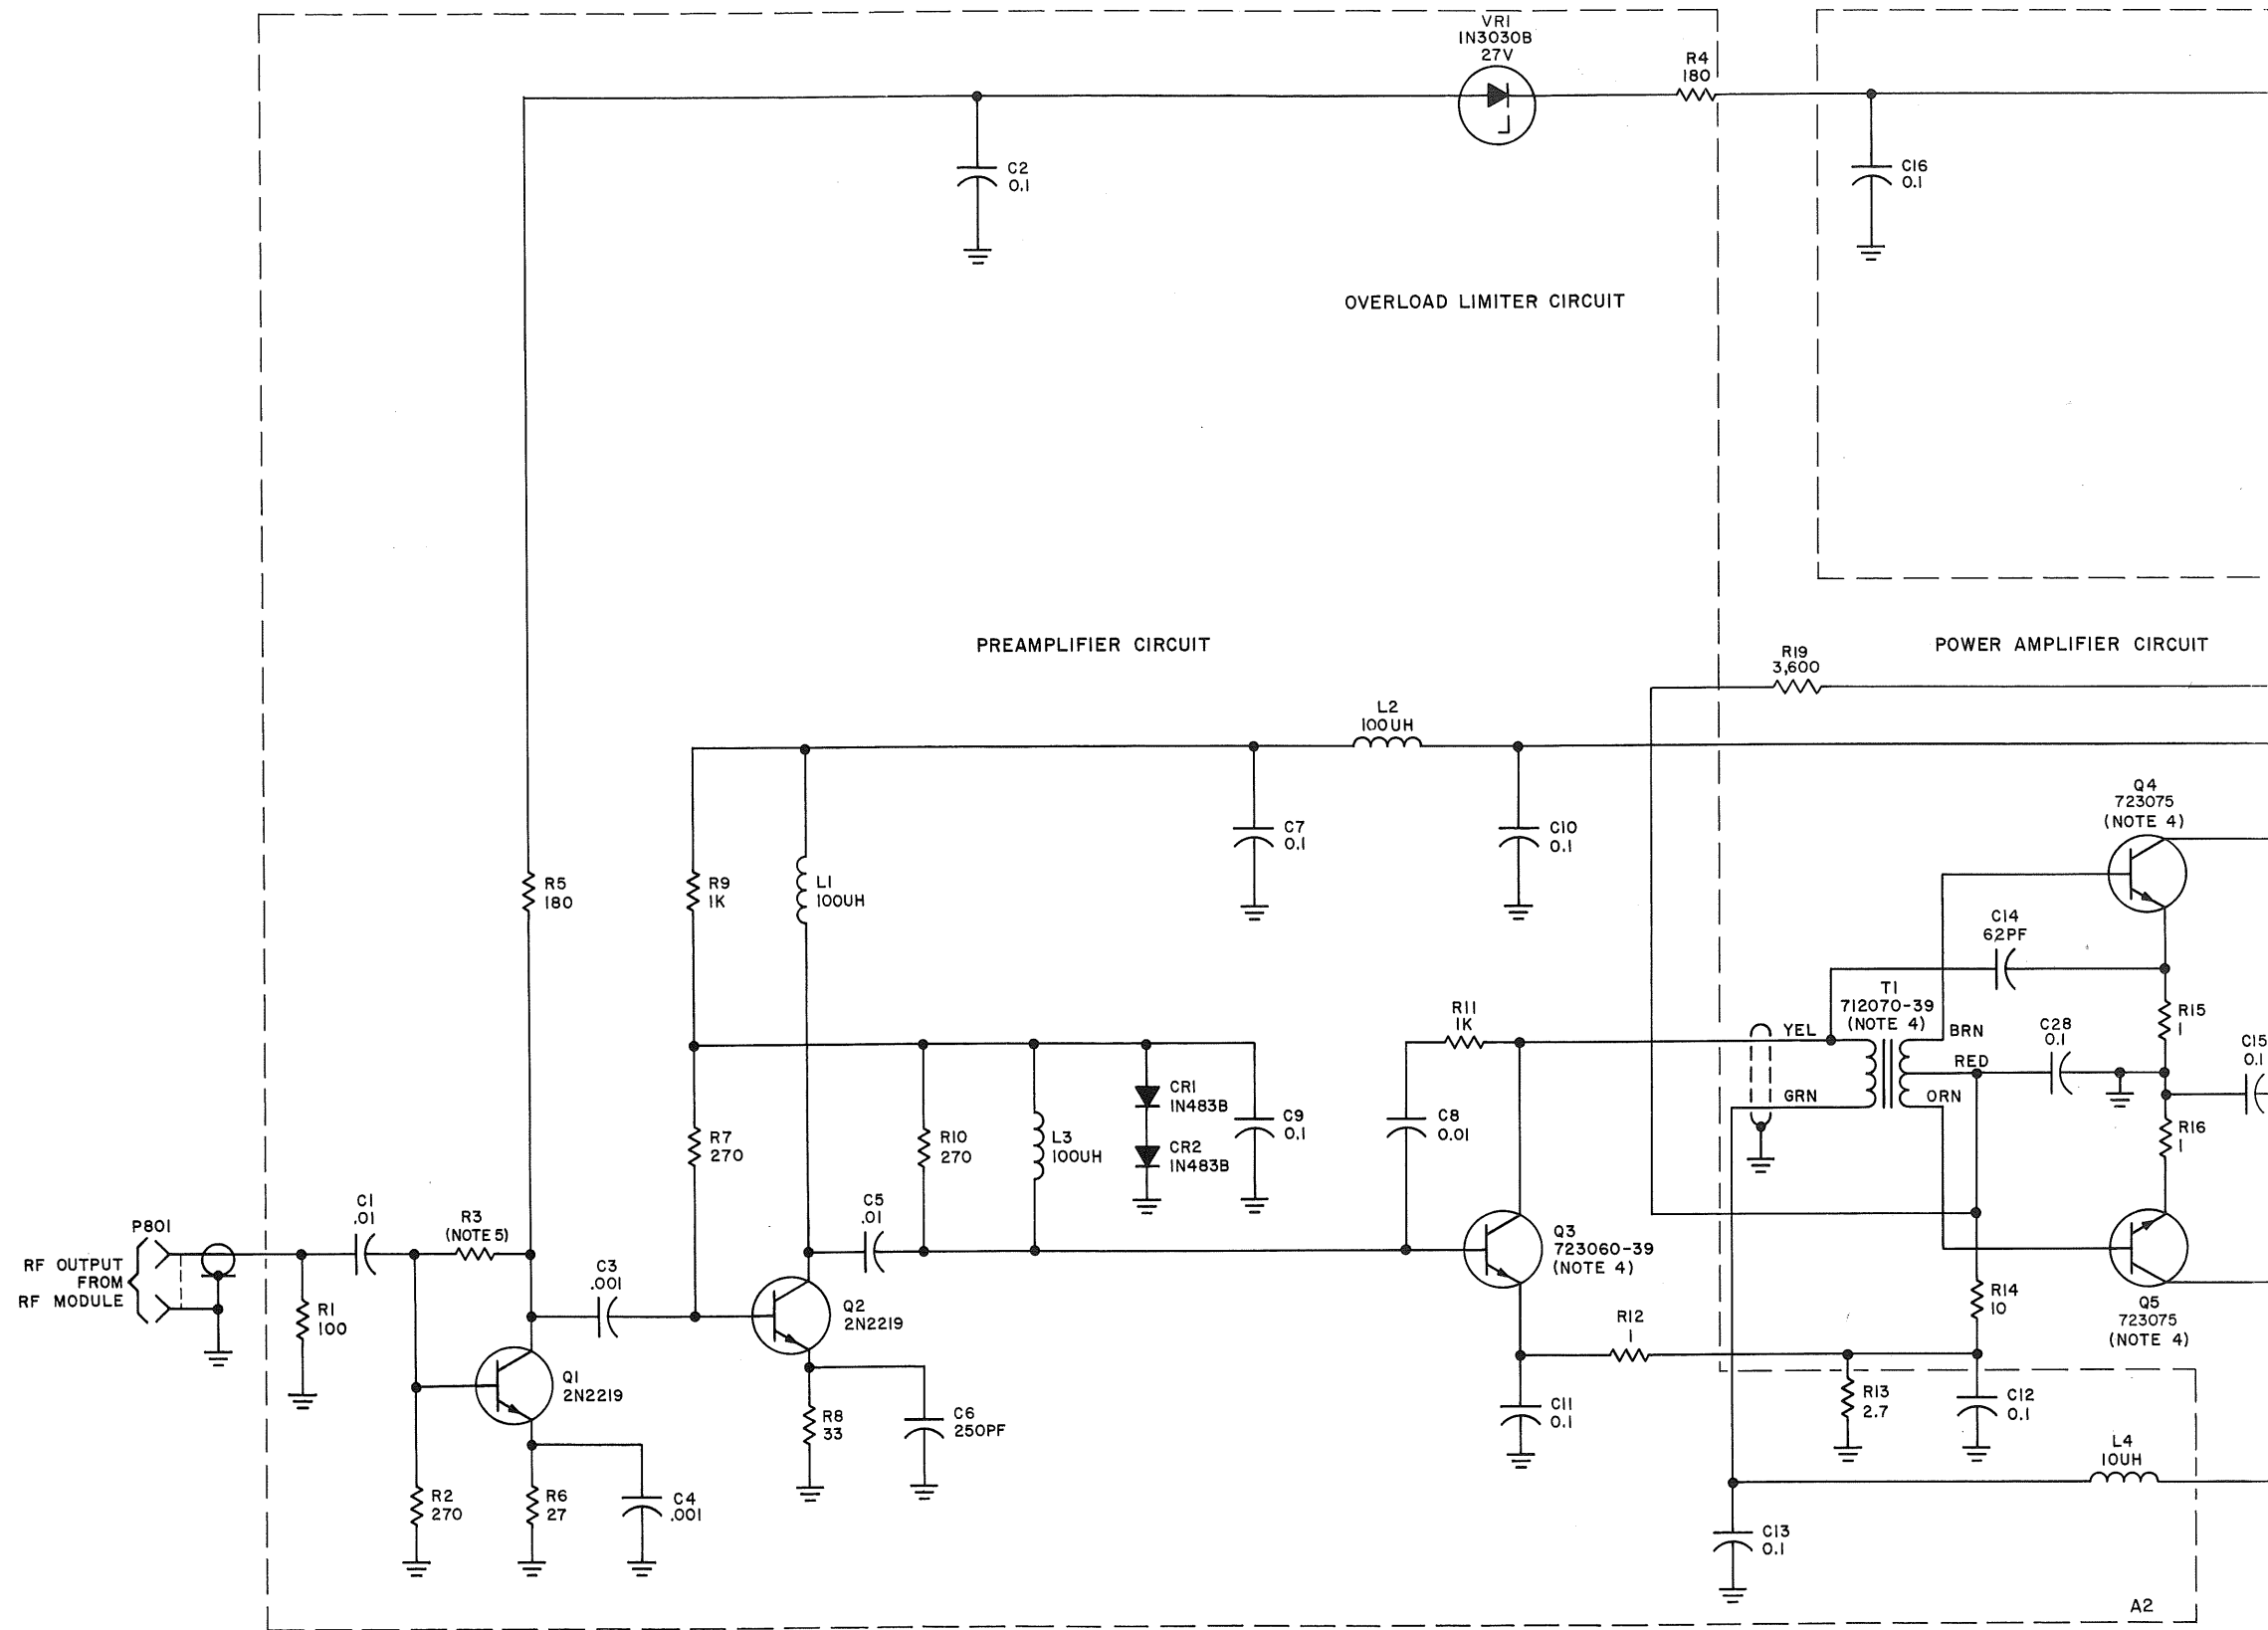 VR1
1N3030B
27V
R4
180
C2
0.1
C16
0.1
OVERLOAD LIMITER CIRCUIT
PREAMPLIFIER CIRCUIT
POWER AMPLIFIER CIRCUIT
R19
3,600
L2
100UH
Q4
723075
(NOTE 4)
C7
0.1
C10
0.1
R5
180
R9
1K
L1
100UH
C14
62PF
T1
712070-39
(NOTE 4)
R11
1K
YEL
BRN
C28
0.1
R15
1
C15
0.1
RED
GRN
ORN
CR1
1N483B
CR2
1N483B
C9
0.1
C8
0.01
R7
270
R10
270
L3
100UH
R16
1
P801
C1
.01
R3
(NOTE 5)
C5
.01
RF OUTPUT
FROM
RF MODULE
C3
.001
Q3
723060-39
(NOTE 4)
R1
100
Q2
2N2219
R12
1
R14
10
Q5
723075
(NOTE 4)
Q1
2N2219
R8
33
C6
250PF
C11
0.1
R13
2.7
C12
0.1
L4
10UH
R2
270
R6
27
C4
.001
C13
0.1
A2